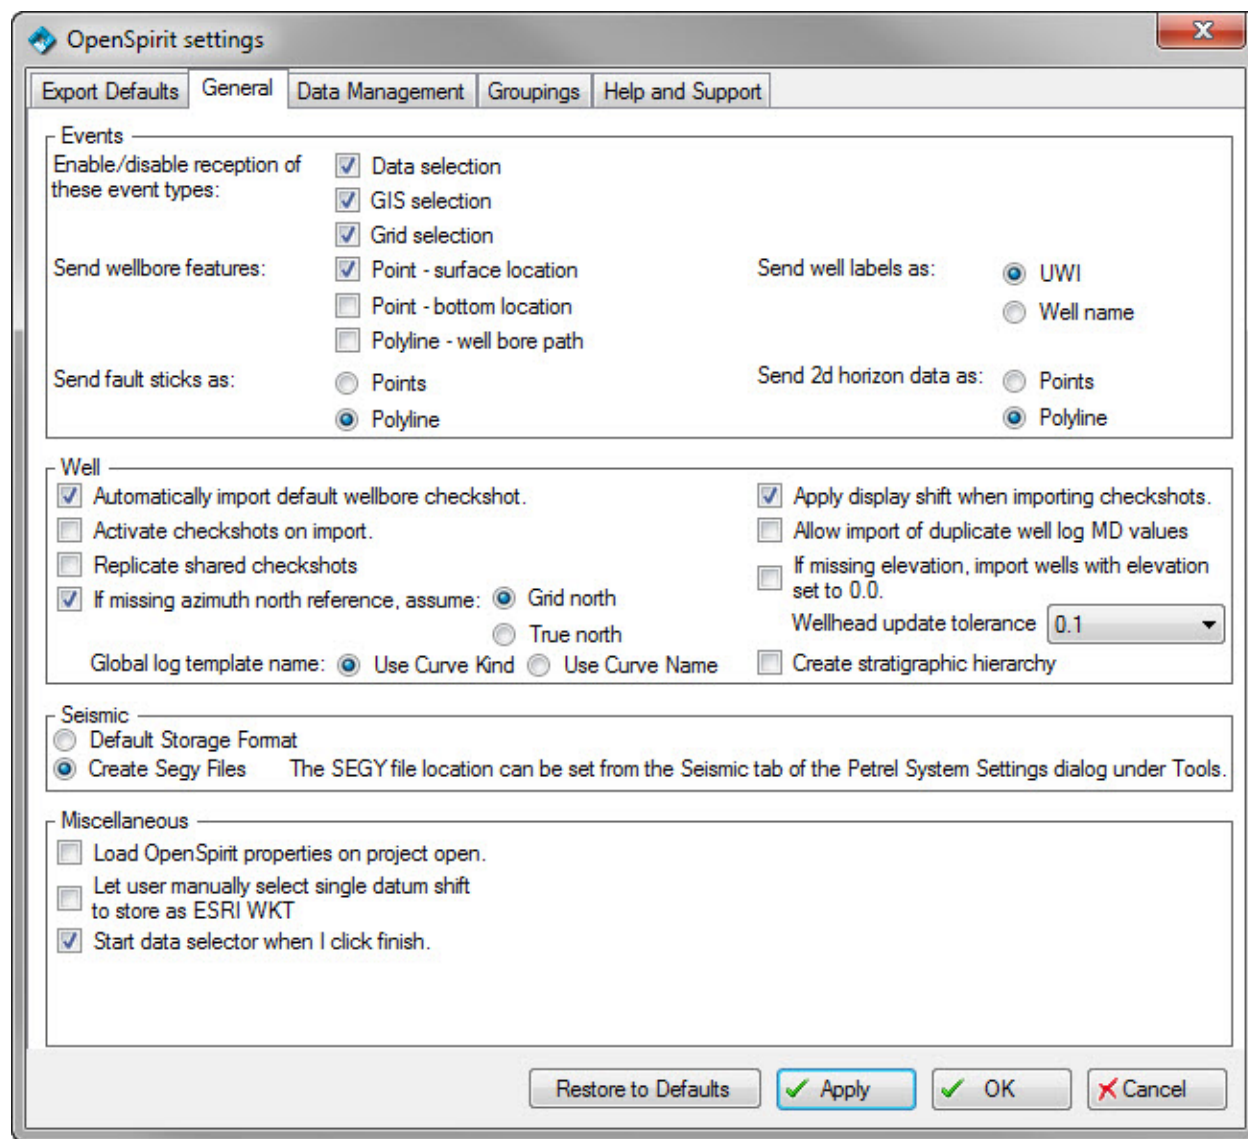 OpenSpirit settings
Export Defaults General Data Management Groupings Help and Support
Events
Enable/disable reception of
these event types:
Data selection
GIS selection
Grid selection
Send wellbore features:
Point - surface location
Point - bottom location
Polyline - well bore path
Send well labels as:
UWI
Well name
Send fault sticks as:
Points
Polyline
Send 2d horizon data as:
Points
Polyline
Well
Automatically import default wellbore checkshot.
Activate checkshots on import.
Replicate shared checkshots
If missing azimuth north reference, assume: Grid north
True north
Global log template name: Use Curve Kind Use Curve Name
Apply display shift when importing checkshots.
Allow import of duplicate well log MD values
If missing elevation, import wells with elevation
set to 0.0.
Wellhead update tolerance 0.1
Create stratigraphic hierarchy
Seismic
Default Storage Format
Create Segy Files The SEGY file location can be set from the Seismic tab of the Petrel System Settings dialog under Tools.
Miscellaneous
Load OpenSpirit properties on project open.
Let user manually select single datum shift
to store as ESRI WKT
Start data selector when I click finish.
Restore to Defaults Apply OK Cancel